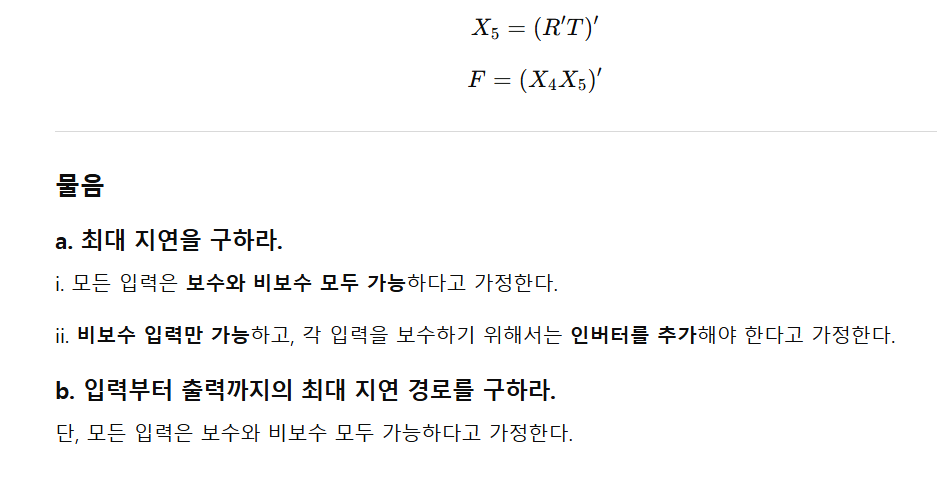 X₅ = (R′T)′
F = (X₄X₅)′
물음
a. 최대 지연을 구하라.
i. 모든 입력은 보수와 비보수 모두 가능하다고 가정한다.
ii. 비보수 입력만 가능하고, 각 입력을 보수하기 위해서는 인버터를 추가해야 한다고 가정한다.
b. 입력부터 출력까지의 최대 지연 경로를 구하라.
단, 모든 입력은 보수와 비보수 모두 가능하다고 가정한다.